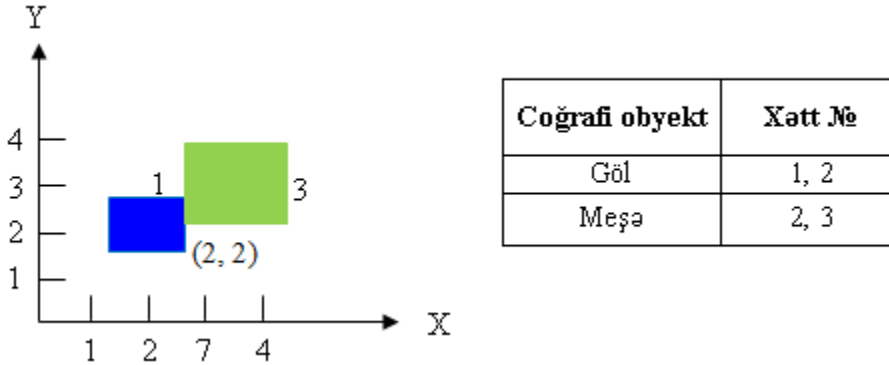 Y
4
3
2
1
1
3
(2, 2)
X
1 2 7 4
Coğrafi obyekt Xətt №
Göl 1, 2
Meşə 2, 3